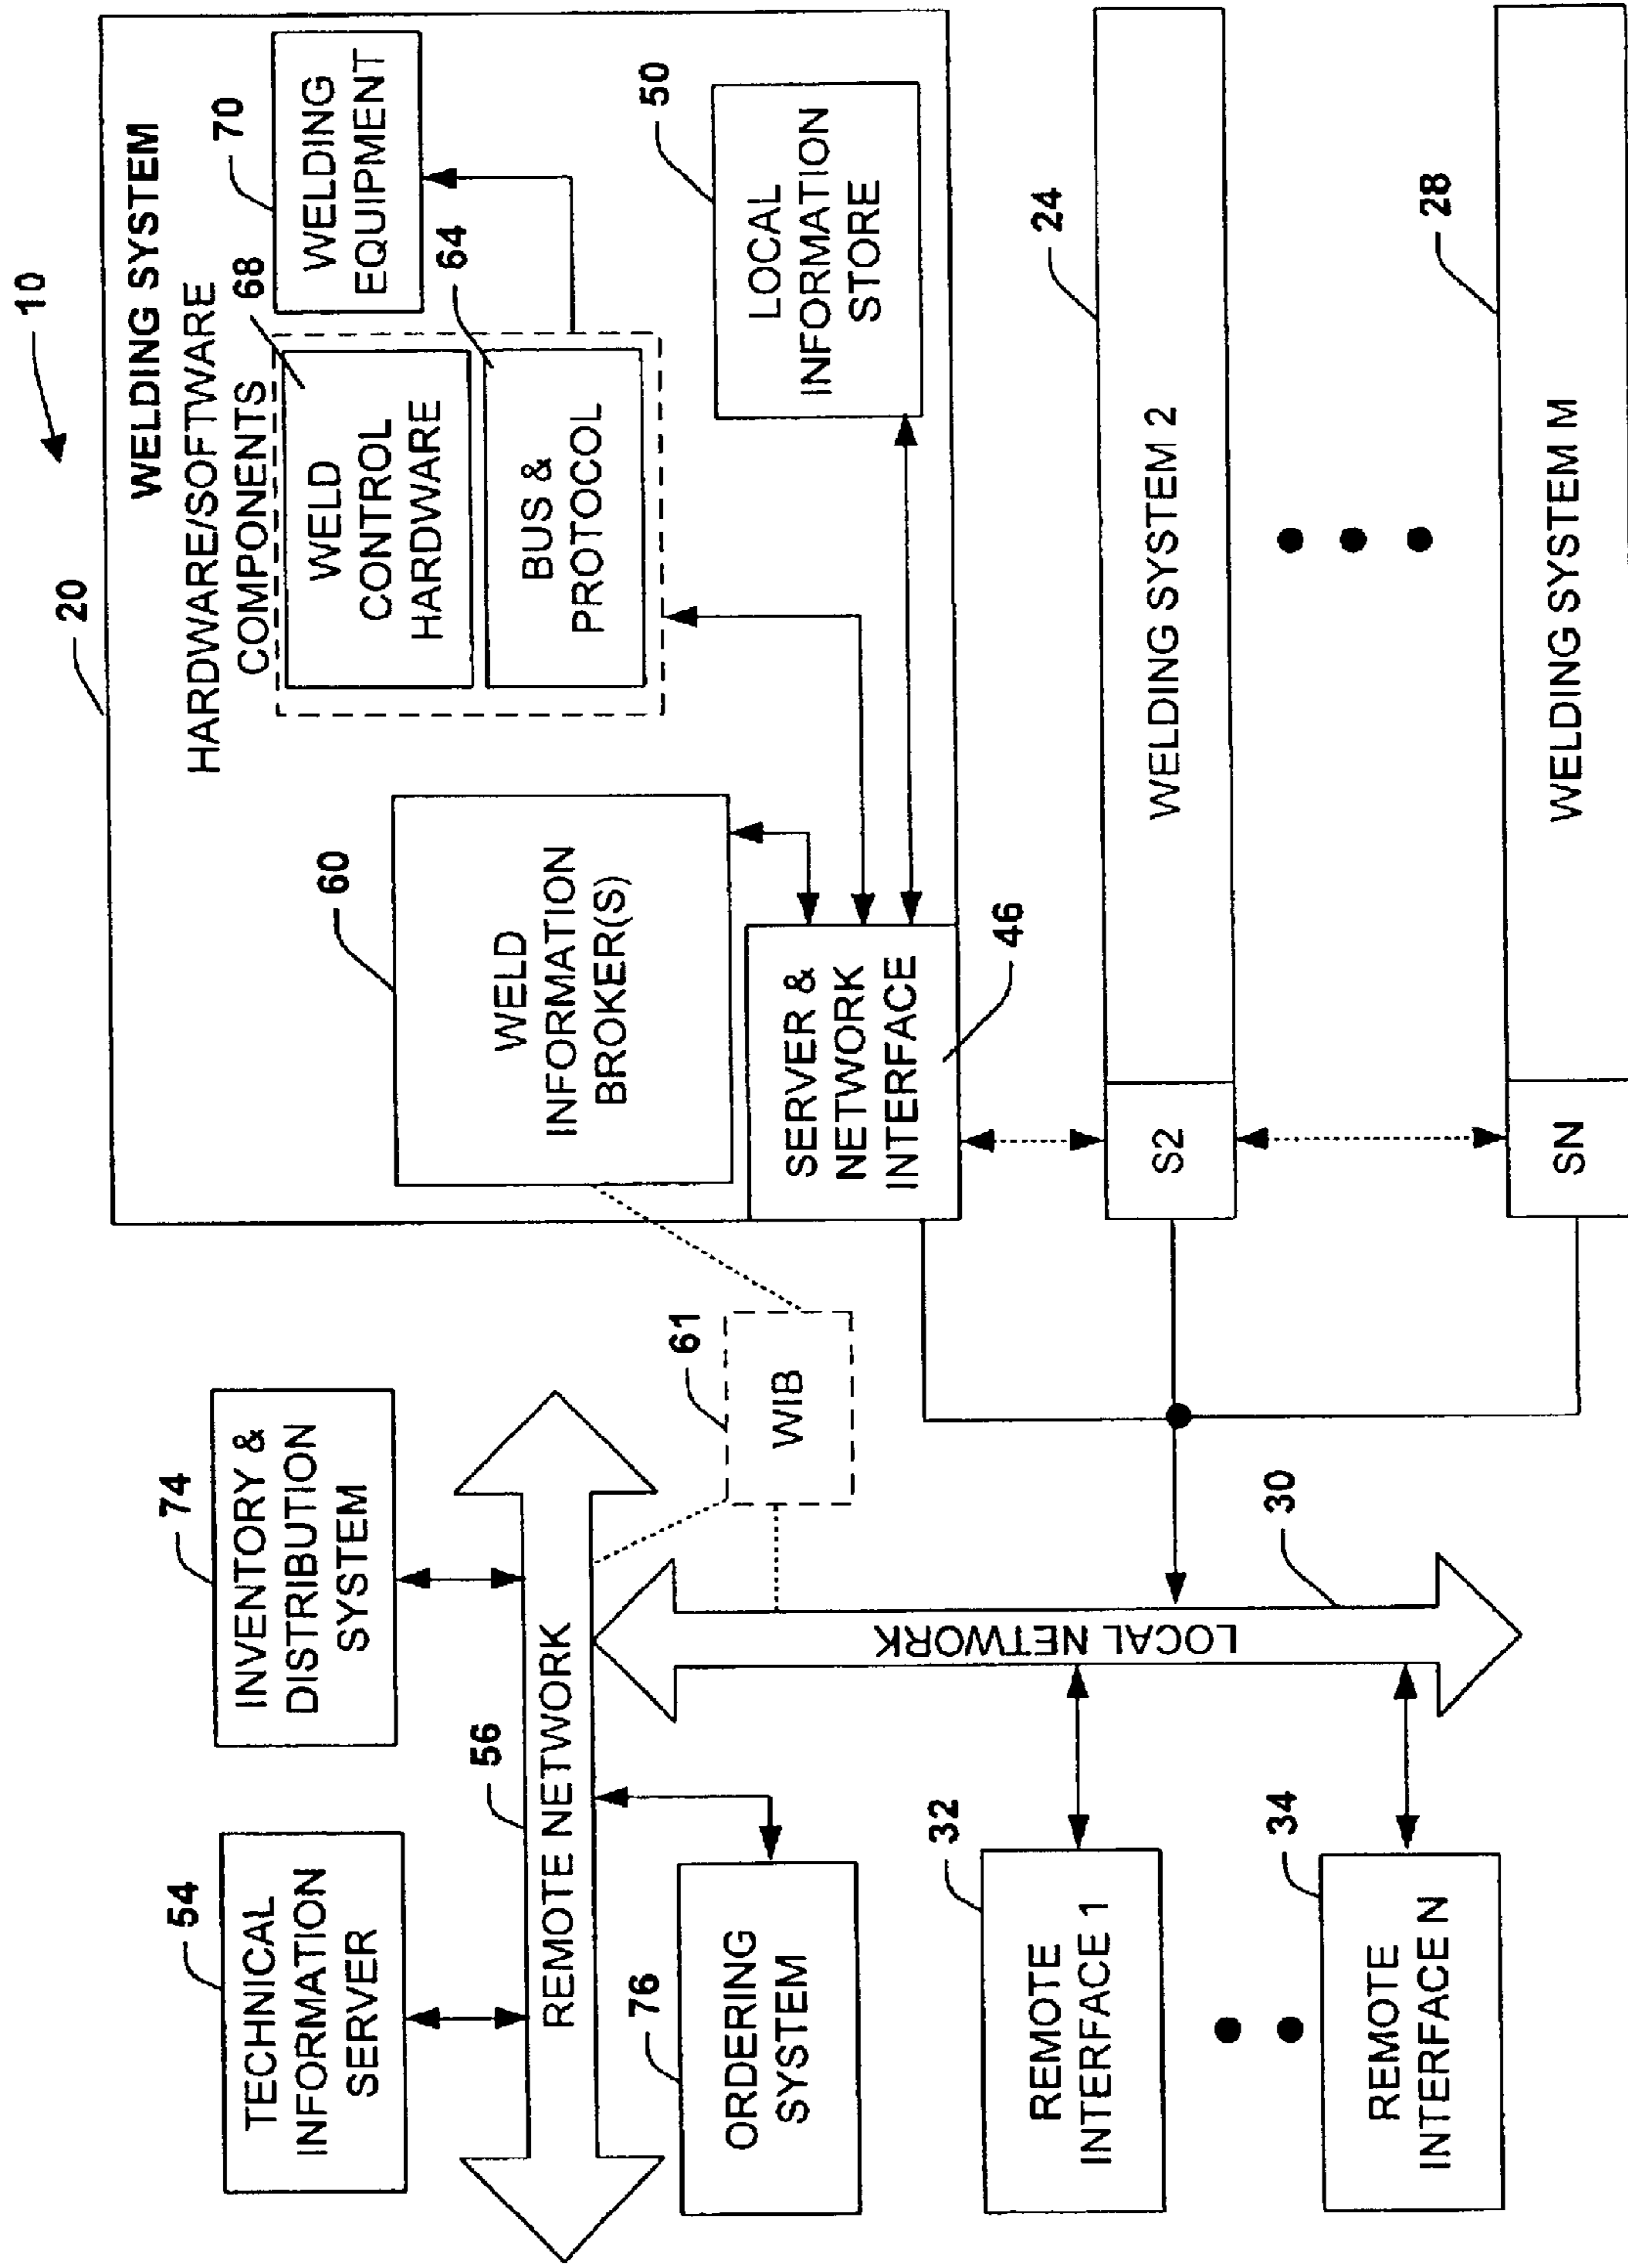 10
20
WELDING SYSTEM
HARDWARE/SOFTWARE
COMPONENTS
68
WELD
CONTROL
HARDWARE
64
BUS &
PROTOCOL
70
WELDING
EQUIPMENT
60
WELD
INFORMATION
BROKER(S)
50
LOCAL
INFORMATION
STORE
SERVER &
NETWORK
INTERFACE
46
24
S2
WELDING SYSTEM 2
28
SN
WELDING SYSTEM M
54
TECHNICAL
INFORMATION
SERVER
74
INVENTORY &
DISTRIBUTION
SYSTEM
56
REMOTE NETWORK
61
WIB
76
ORDERING
SYSTEM
30
LOCAL NETWORK
32
REMOTE
INTERFACE 1
34
REMOTE
INTERFACE N